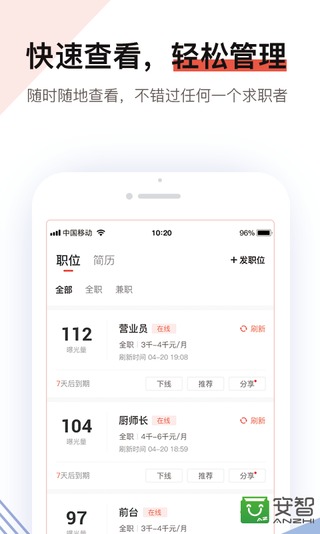 快速查看，轻松管理
随时随地查看，不错过任何一个求职者
中国移动 10:20 96%
职位 简历 +发职位
全部 全职 兼职
112 营业员 在线 刷新
曝光量 全职 3千~4千元/月
刷新时间 04-20 19:08
7天后到期 下线 推荐 分享
104 厨师长 在线 刷新
曝光量 全职 4千~6千元/月
刷新时间 04-20 18:59
7天后到期 下线 推荐 分享
97 前台 在线
曝光量 全职 3千~4千元/月
安智
ANZHI
AZ